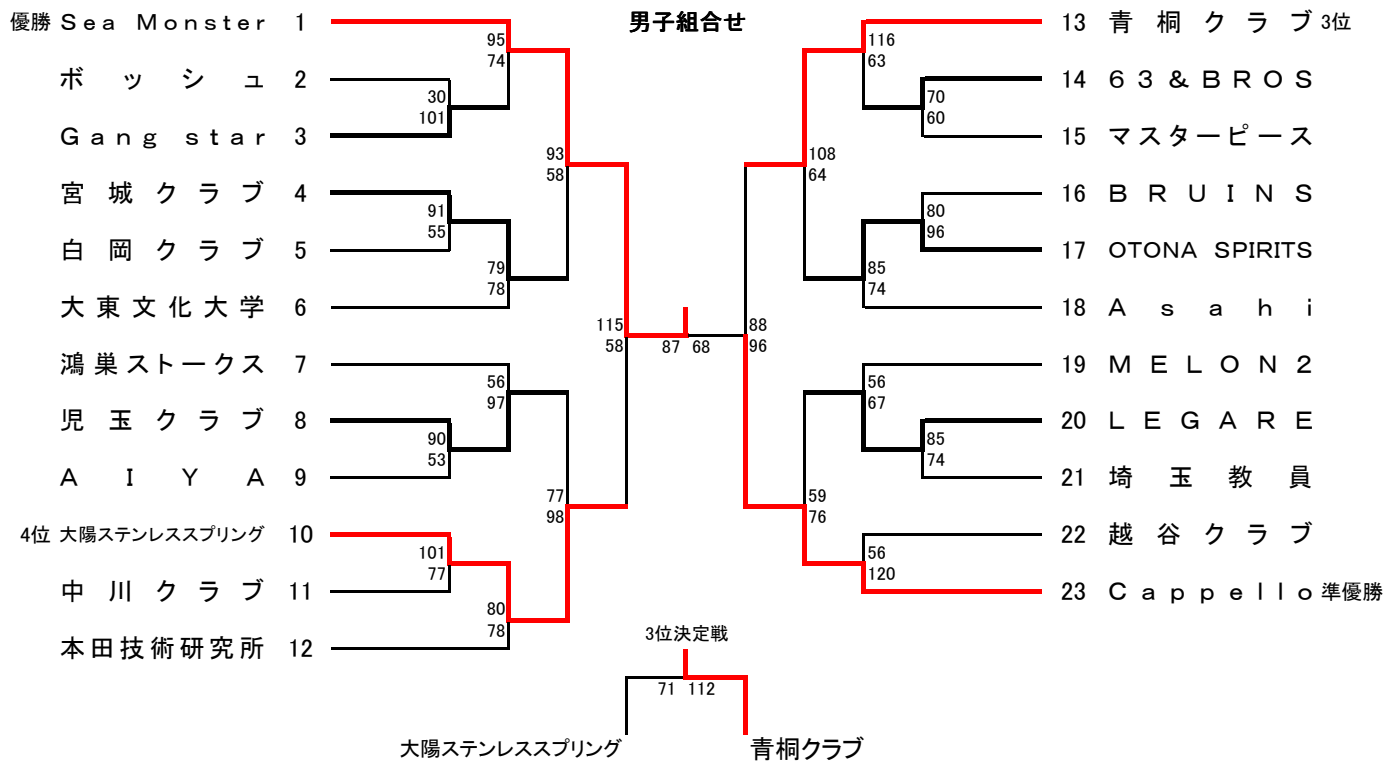 男子組合せ
優勝 Sea Monster 1
ボッシュ 2
Gang star 3
宮城クラブ 4
白岡クラブ 5
大東文化大学 6
鴻巣ストークス 7
児玉クラブ 8
AIYA 9
4位 大陽ステンレススプリング 10
中川クラブ 11
本田技術研究所 12
95
74
30
101
93
58
91
55
79
78
115
58
56
97
90
53
77
98
101
77
80
78
87 68
13 青桐クラブ 3位
14 63&BROS
15 マスターピース
16 BRUINS
17 OTONA SPIRITS
18 Asahi
19 MELON2
20 LEGARE
21 埼玉教員
22 越谷クラブ
23 Cappello 準優勝
116
63
70
60
108
64
80
96
85
74
88
96
56
67
85
74
59
76
56
120
3位決定戦
71 112
大陽ステンレススプリング
青桐クラブ